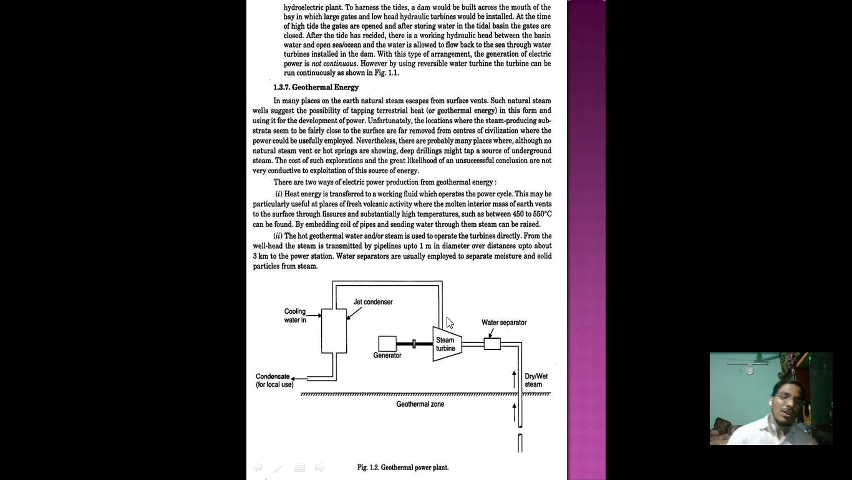 hydroelectric plant. To harness the tides, a dam would be built across the mouth of the
bay in which large gates and low head hydraulic turbines would be installed. At the time
of high tide the gates are opened and after storing water in the tidal basin the gates are
closed. After the tide has recided, there is a working hydraulic head between the basin
water and open sea/ocean and the water is allowed to flow back to the sea through water
turbines installed in the dam. With this type of arrangement, the generation of electric
power is not continuous. However by using reversible water turbine the turbine can be
run continuously as shown in Fig. 1.1.
1.3.7. Geothermal Energy
In many places on the earth natural steam escapes from surface vents. Such natural steam
wells suggest the possibility of tapping terrestrial heat (or geothermal energy) in this form and
using it for the development of power. Unfortunately, the locations where the steam-producing sub-
strata seem to be fairly close to the surface are far removed from centres of civilization where the
power could be usefully employed. Nevertheless, there are probably many places where, although no
natural steam vent or hot springs are showing, deep drillings might tap a source of underground
steam. The cost of such explorations and the great likelihood of an unsuccessful conclusion are not
very conductive to exploitation of this source of energy.
There are two ways of electric power production from geothermal energy :
(i) Heat energy is transferred to a working fluid which operates the power cycle. This may be
particularly useful at places of fresh volcanic activity where the molten interior mass of earth vents
to the surface through fissures and substantially high temperatures, such as between 450 to 550°C
can be found. By embedding coil of pipes and sending water through them steam can be raised.
(ii) The hot geothermal water and/or steam is used to operate the turbines directly. From the
well-head the steam is transmitted by pipelines upto 1 m in diameter over distances upto about
3 km to the power station. Water separators are usually employed to separate moisture and solid
particles from steam.
Jet condenser
Cooling
water in
Water separator
Steam
turbine
Generator
Condensate
(for local use)
Dry/Wet
steam
Geothermal zone
Fig. 1.2. Geothermal power plant.